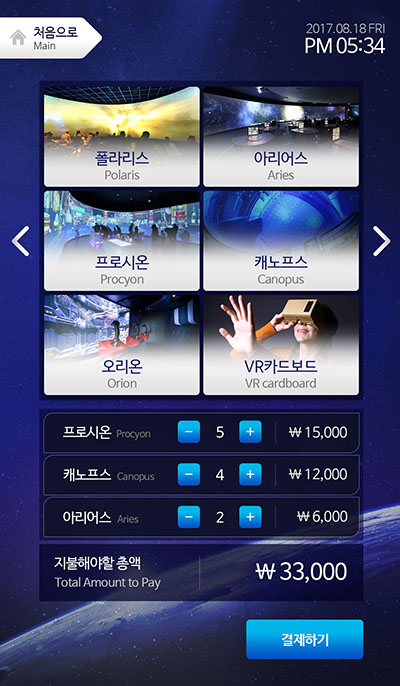 처음으로
Main
2017.08.18 FRI
PM 05:34
폴라리스
Polaris
아리어스
Aries
프로시온
Procyon
캐노프스
Canopus
오리온
Orion
VR카드보드
VR cardboard
프로시온 Procyon - 5 + ₩ 15,000
캐노프스 Canopus - 4 + ₩ 12,000
아리어스 Aries - 2 + ₩ 6,000
지불해야할 총액
Total Amount to Pay
₩ 33,000
결제하기